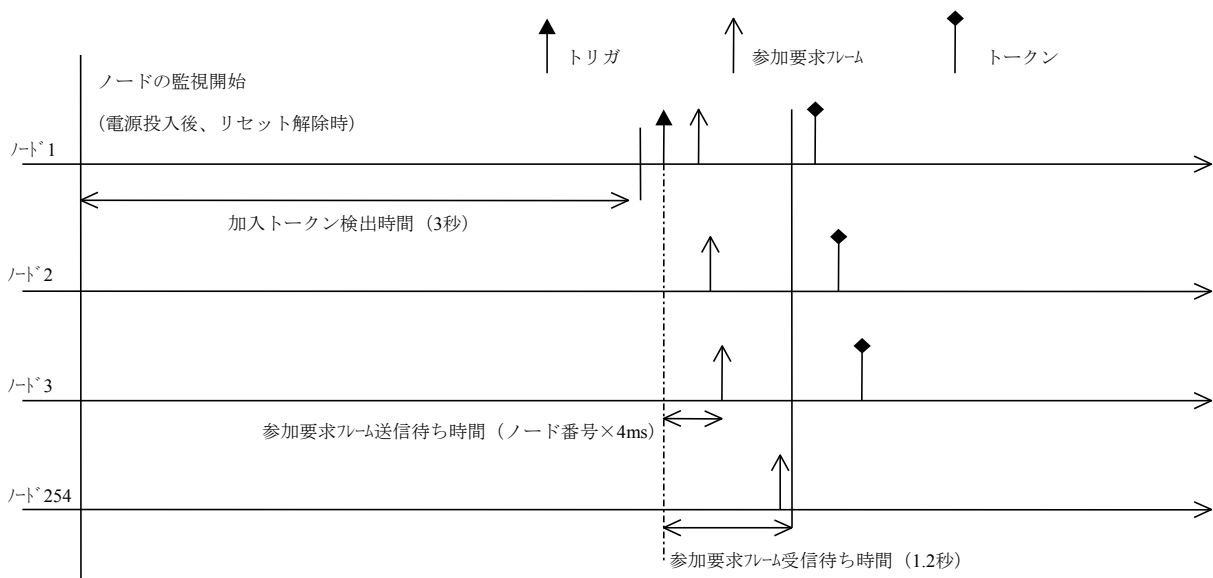 トリガ
参加要求フレーム
トークン
ノードの監視開始
(電源投入後、リセット解除時)
ノード1
加入トークン検出時間（3秒）
ノード2
ノード3
参加要求フレーム送信待ち時間（ノード番号×4ms）
ノード254
参加要求フレーム受信待ち時間（1.2秒）